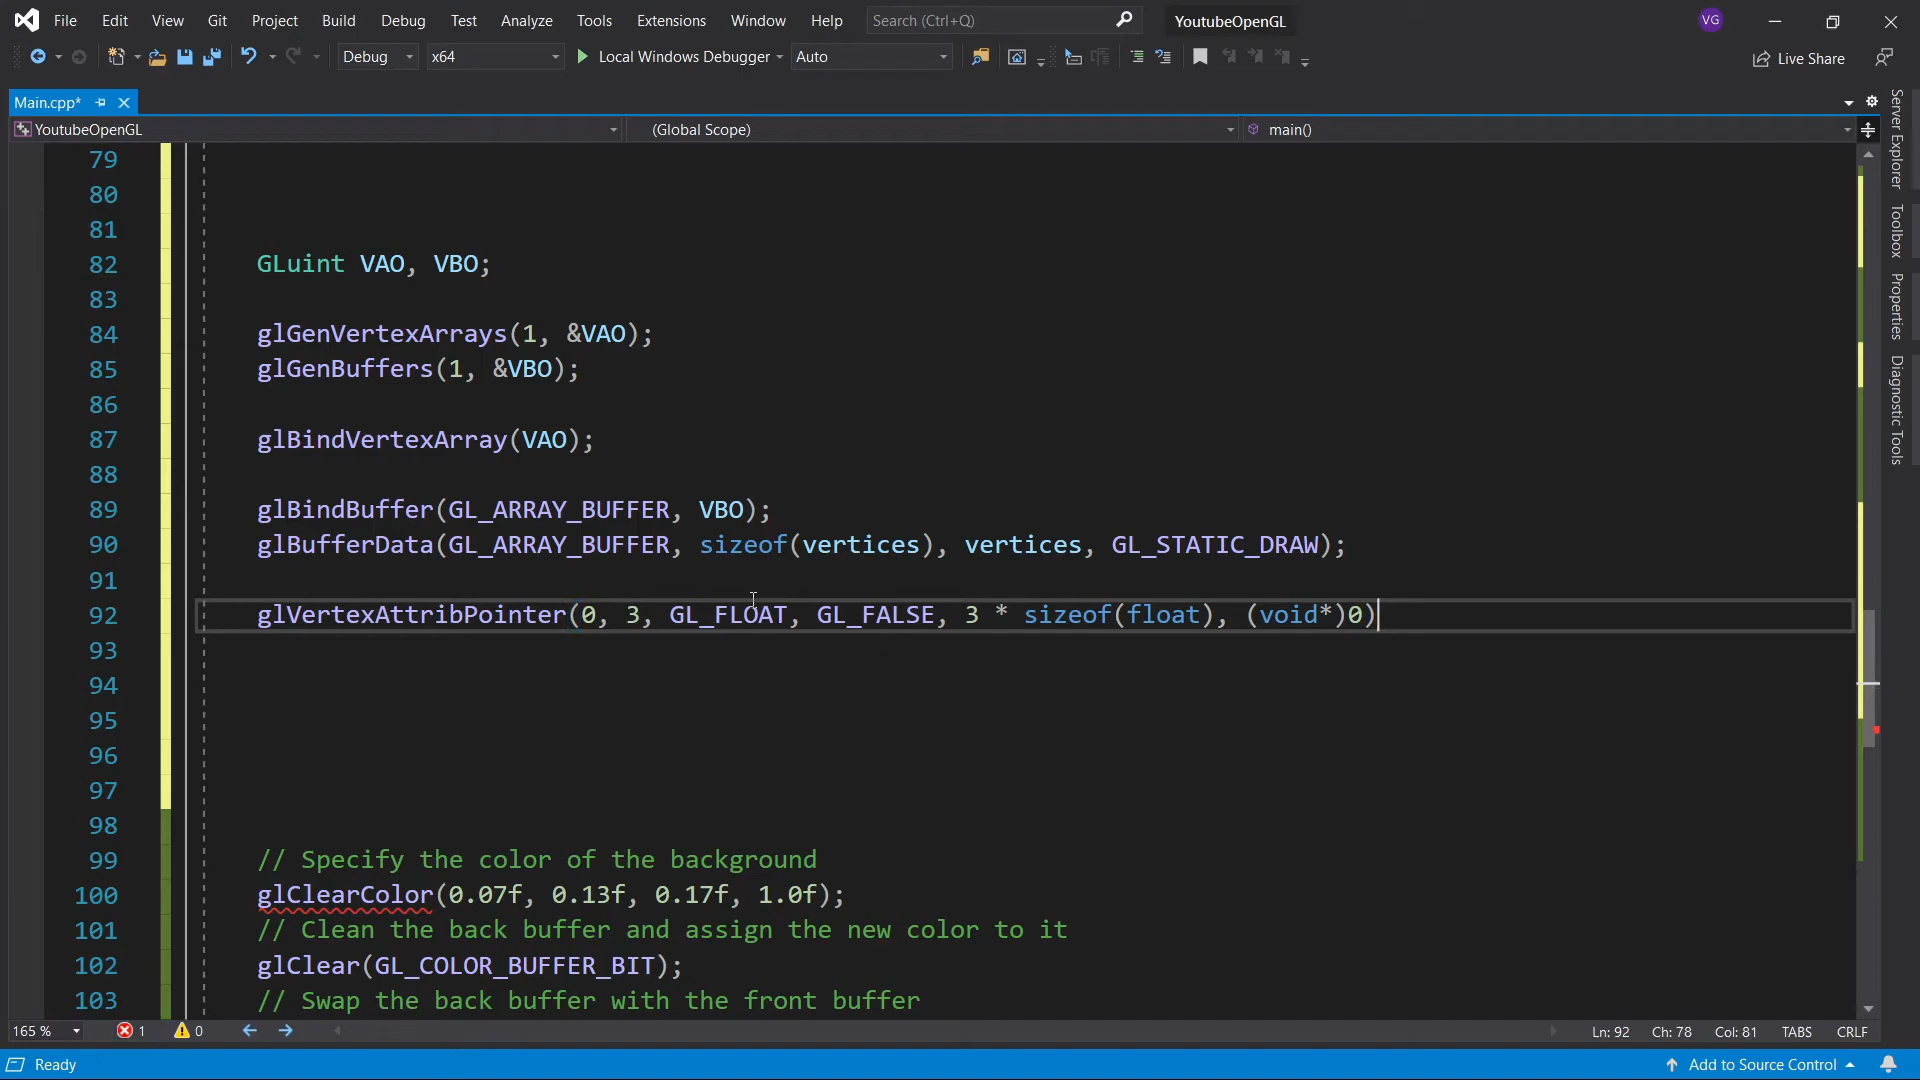 File Edit View Git Project Build Debug Test Analyze Tools Extensions Window Help Search (Ctrl+Q) YoutubeOpenGL VG
Debug x64 Local Windows Debugger Auto Live Share
Main.cpp*
YoutubeOpenGL (Global Scope) main()
79
80
81
82 GLuint VAO, VBO;
83
84 glGenVertexArrays(1, &VAO);
85 glGenBuffers(1, &VBO);
86
87 glBindVertexArray(VAO);
88
89 glBindBuffer(GL_ARRAY_BUFFER, VBO);
90 glBufferData(GL_ARRAY_BUFFER, sizeof(vertices), vertices, GL_STATIC_DRAW);
91
92 glVertexAttribPointer(0, 3, GL_FLOAT, GL_FALSE, 3 * sizeof(float), (void*)0)
93
94
95
96
97
98
99 // Specify the color of the background
100 glClearColor(0.07f, 0.13f, 0.17f, 1.0f);
101 // Clean the back buffer and assign the new color to it
102 glClear(GL_COLOR_BUFFER_BIT);
103 // Swap the back buffer with the front buffer
Server Explorer
Toolbox
Properties
Diagnostic Tools
165 % 1 0 Ln: 92 Ch: 78 Col: 81 TABS CRLF
Ready Add to Source Control